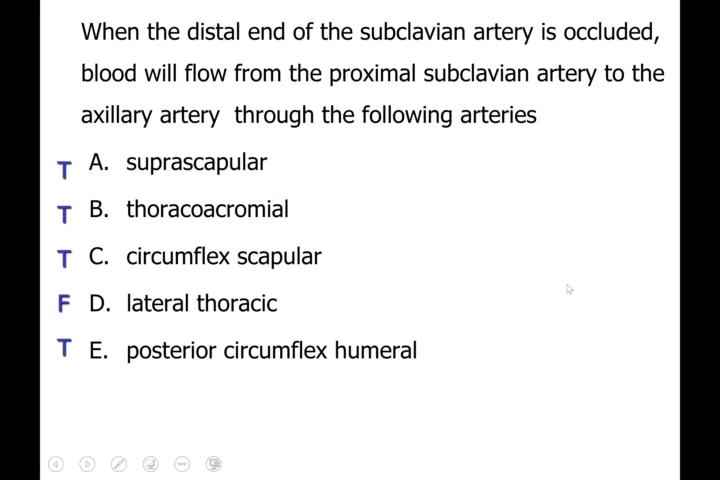 When the distal end of the subclavian artery is occluded,
blood will flow from the proximal subclavian artery to the
axillary artery through the following arteries
T A. suprascapular
T B. thoracoacromial
T C. circumflex scapular
F D. lateral thoracic
T E. posterior circumflex humeral